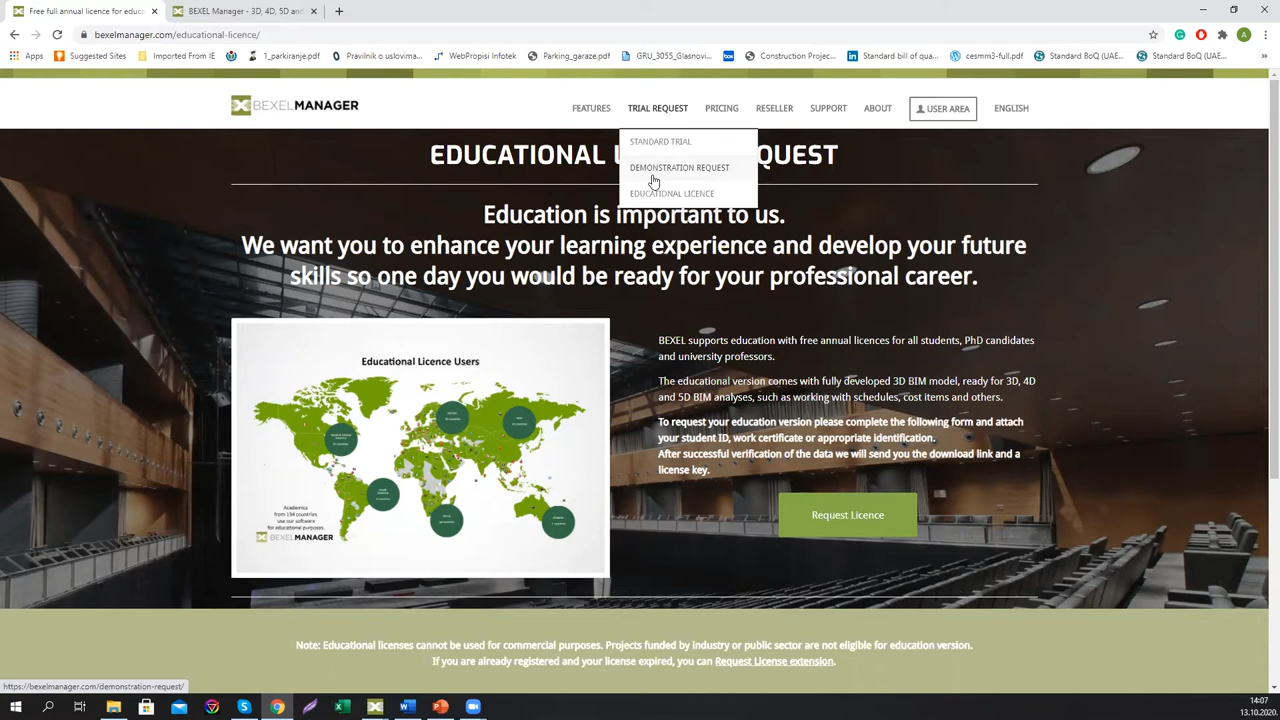 Free full annual licence for educati
BEXEL Manager - 3D, 4D, 5D and
bexelmanager.com/educational-licence/
Apps
Suggested Sites
Imported From IE
1_parkiranje.pdf
Pravilnik o uslovima...
WebPropisi Infotek
Parking_garaze.pdf
GRU_3055_Glasnovi...
Construction Projec...
Standard bill of qua...
cesmm3-full.pdf
Standard BoQ (UAE...
Standard BoQ (UAE...
BEXELMANAGER
FEATURES
TRIAL REQUEST
PRICING
RESELLER
SUPPORT
ABOUT
USER AREA
ENGLISH
STANDARD TRIAL
DEMONSTRATION REQUEST
EDUCATIONAL LICENCE
EDUCATIONAL QUEST
Education is important to us.
We want you to enhance your learning experience and develop your future
skills so one day you would be ready for your professional career.
Educational Licence Users
Academics
from 134 countries
use our software
for educational purposes.
BEXELMANAGER
BEXEL supports education with free annual licences for all students, PhD candidates
and university professors.
The educational version comes with fully developed 3D BIM model, ready for 3D, 4D
and 5D BIM analyses, such as working with schedules, cost items and others.
To request your education version please complete the following form and attach
your student ID, work certificate or appropriate identification.
After successful verification of the data we will send you the download link and a
license key.
Request Licence
Note: Educational licenses cannot be used for commercial purposes. Projects funded by industry or public sector are not eligible for education version.
If you are already registered and your license expired, you can Request License extension.
https://bexelmanager.com/demonstration-request/
14:07
13.10.2020.